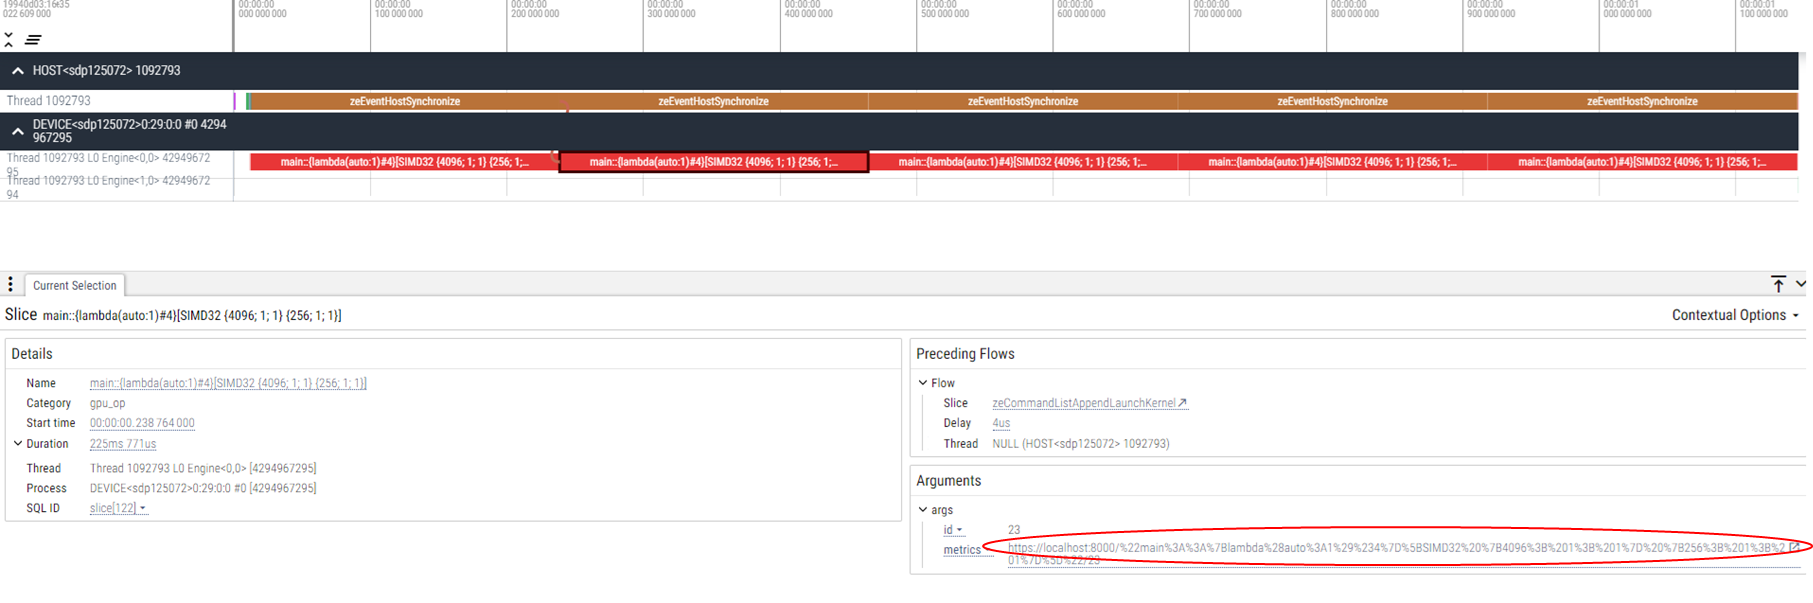 19940d03:16:35
022 609 000
00:00:00
000 000 000
00:00:00
100 000 000
00:00:00
200 000 000
00:00:00
300 000 000
00:00:00
400 000 000
00:00:00
500 000 000
00:00:00
600 000 000
00:00:00
700 000 000
00:00:00
800 000 000
00:00:00
900 000 000
00:00:01
000 000 000
00:00:01
100 000 000
HOST<sdp125072> 1092793
Thread 1092793
zeEventHostSynchronize zeEventHostSynchronize zeEventHostSynchronize zeEventHostSynchronize zeEventHostSynchronize
DEVICE<sdp125072>0:29:0:0 #0 4294
967295
Thread 1092793 L0 Engine<0,0> 42949672
95
main::{lambda(auto:1)#4}[SIMD32 {4096; 1; 1} {256; 1;... main::{lambda(auto:1)#4}[SIMD32 {4096; 1; 1} {256; 1;... main::{lambda(auto:1)#4}[SIMD32 {4096; 1; 1} {256; 1;... main::{lambda(auto:1)#4}[SIMD32 {4096; 1; 1} {256; 1;... main::{lambda(auto:1)#4}[SIMD32 {4096; 1; 1} {256; 1;...
Thread 1092793 L0 Engine<1,0> 42949672
94
Current Selection
Slice main::{lambda(auto:1)#4}[SIMD32 {4096; 1; 1} {256; 1; 1}]
Contextual Options
Details
Name main::{lambda(auto:1)#4}[SIMD32 {4096; 1; 1} {256; 1; 1}]
Category gpu_op
Start time 00:00:00.238 764 000
Duration 225ms 771us
Thread Thread 1092793 L0 Engine<0,0> [4294967295]
Process DEVICE<sdp125072>0:29:0:0 #0 [4294967295]
SQL ID slice[122]
Preceding Flows
Flow
Slice zeCommandListAppendLaunchKernel
Delay 4us
Thread NULL (HOST<sdp125072> 1092793)
Arguments
args
id 23
metrics https://localhost:8000/%22main%3A%3A%7Blambda%28auto%3A1%29%234%7D%5BSIMD32%20%7B4096%3B%201%3B%201%7D%20%7B256%3B%201%3B%2
01%7D%5D%22/23